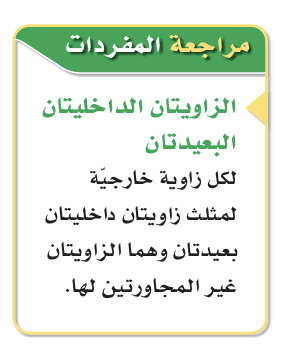 مراجعة المفردات
الزاويتان الداخليتان
البعيدتان
لكل زاوية خارجيّة
لمثلث زاويتان داخليتان
بعيدتان وهما الزاويتان
غير المجاورتين لها.